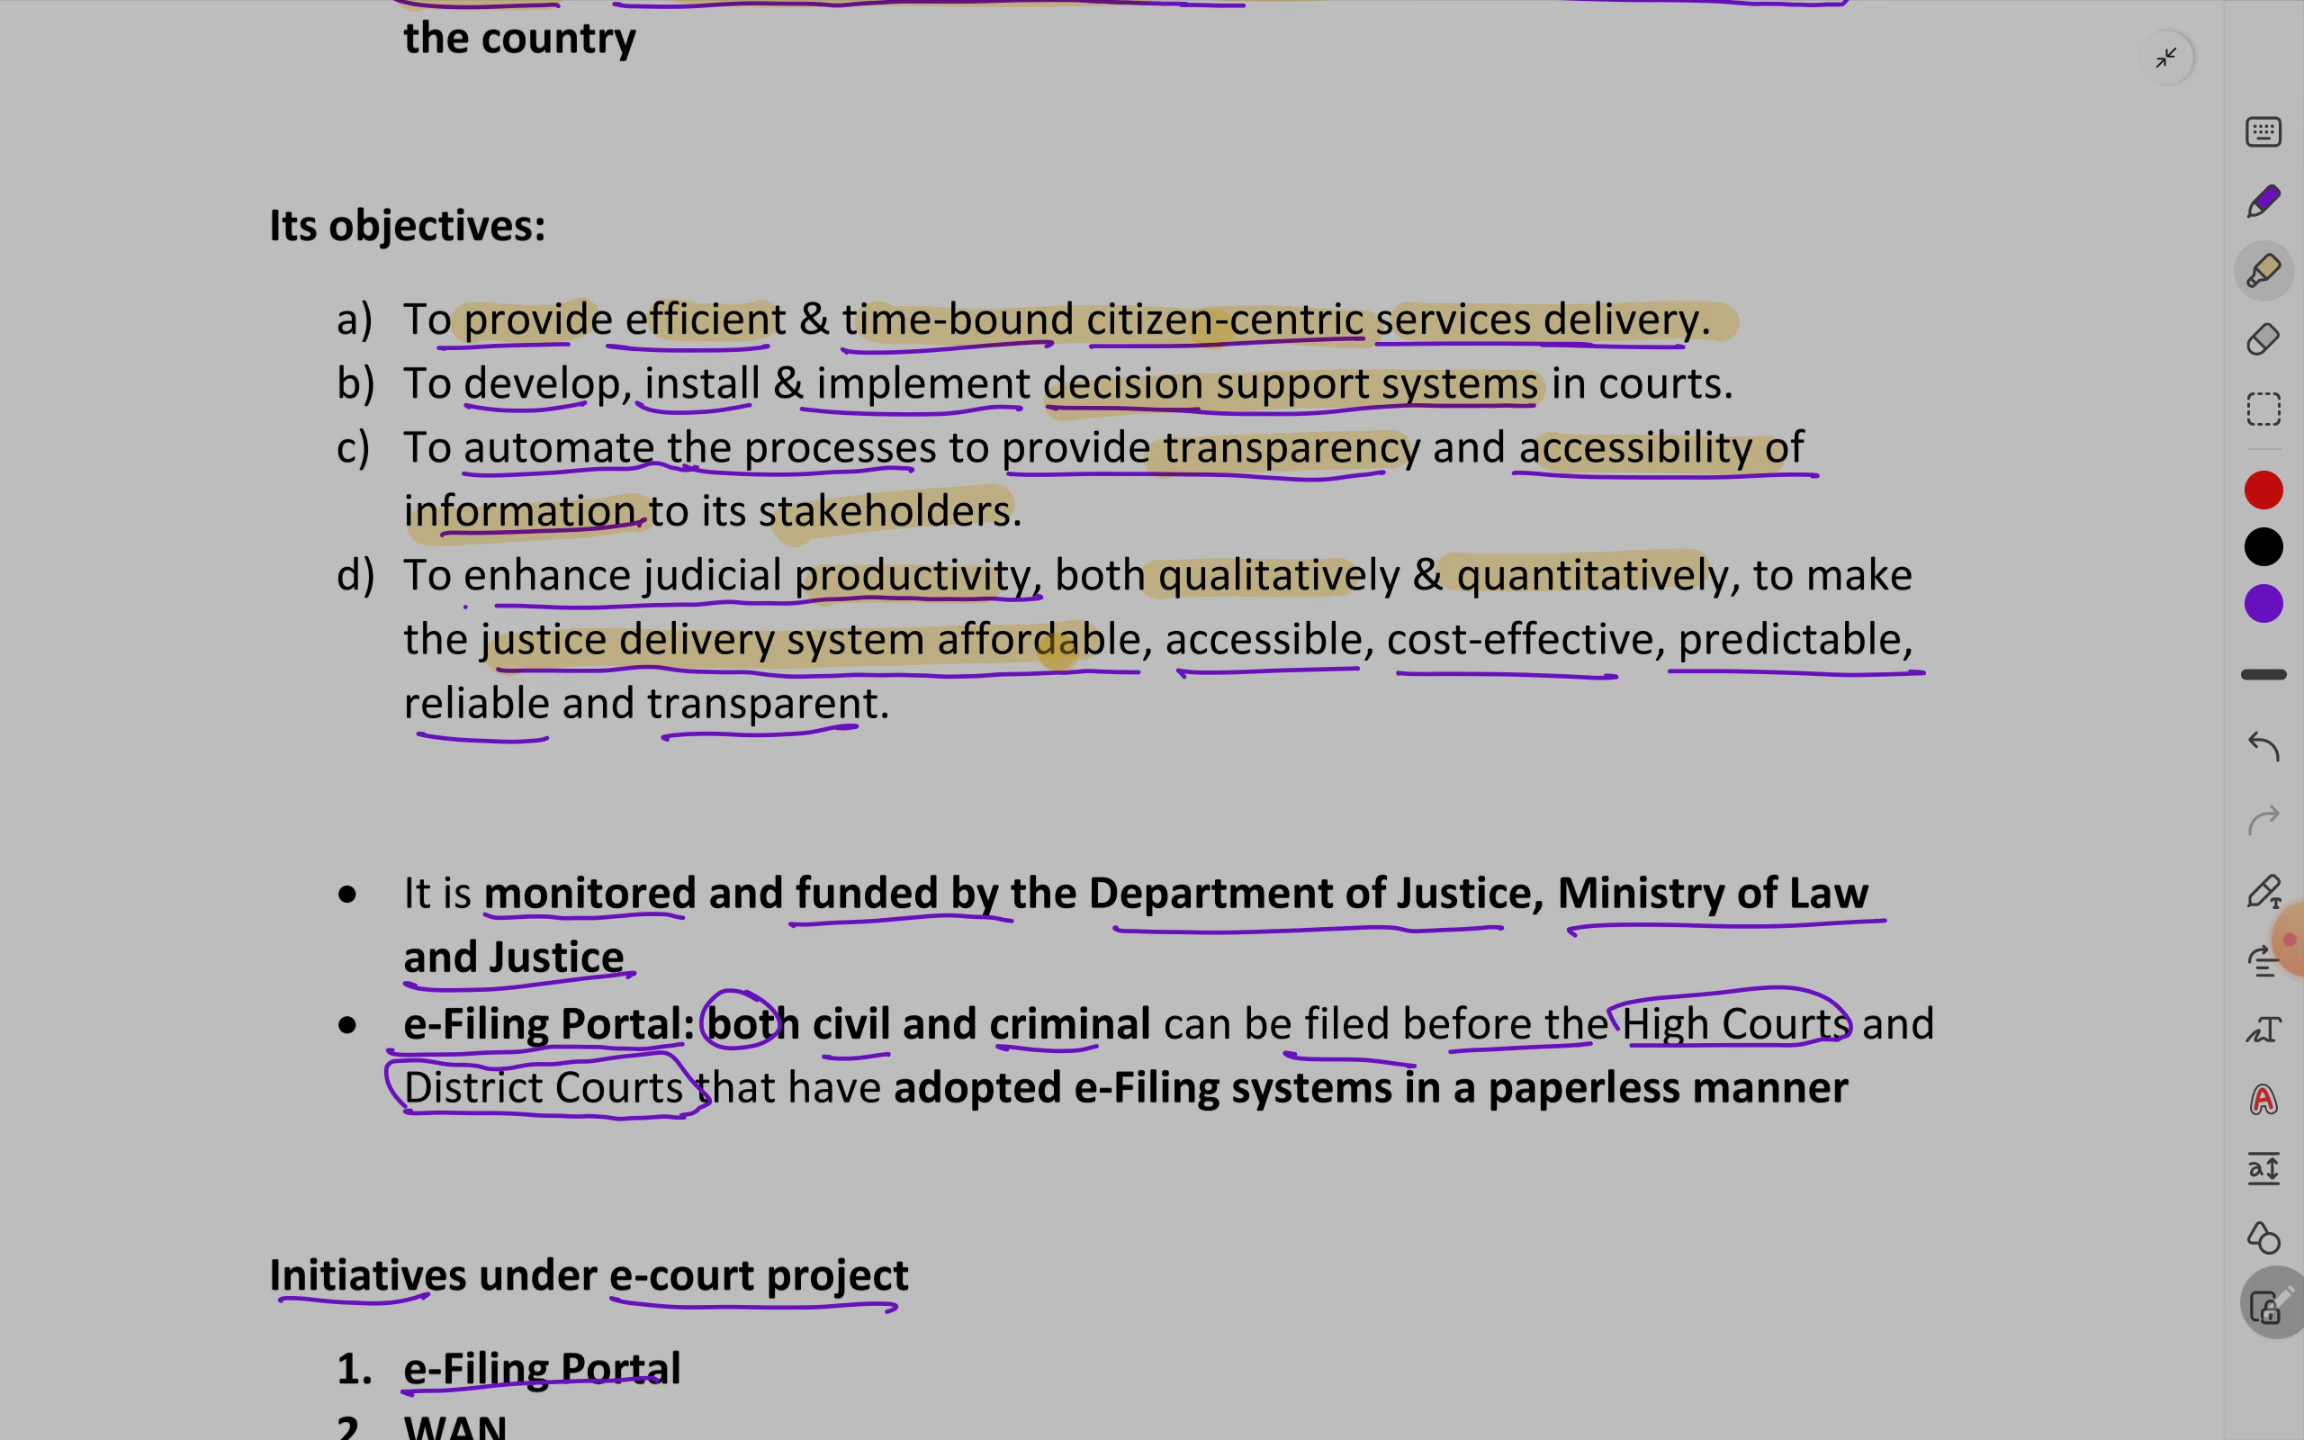 the country
Its objectives:
a) To provide efficient & time-bound citizen-centric services delivery.
b) To develop, install & implement decision support systems in courts.
c) To automate the processes to provide transparency and accessibility of
information to its stakeholders.
d) To enhance judicial productivity, both qualitatively & quantitatively, to make
the justice delivery system affordable, accessible, cost-effective, predictable,
reliable and transparent.
• It is monitored and funded by the Department of Justice, Ministry of Law
and Justice
• e-Filing Portal: both civil and criminal can be filed before the High Courts and
District Courts that have adopted e-Filing systems in a paperless manner
Initiatives under e-court project
1. e-Filing Portal
2 WAN